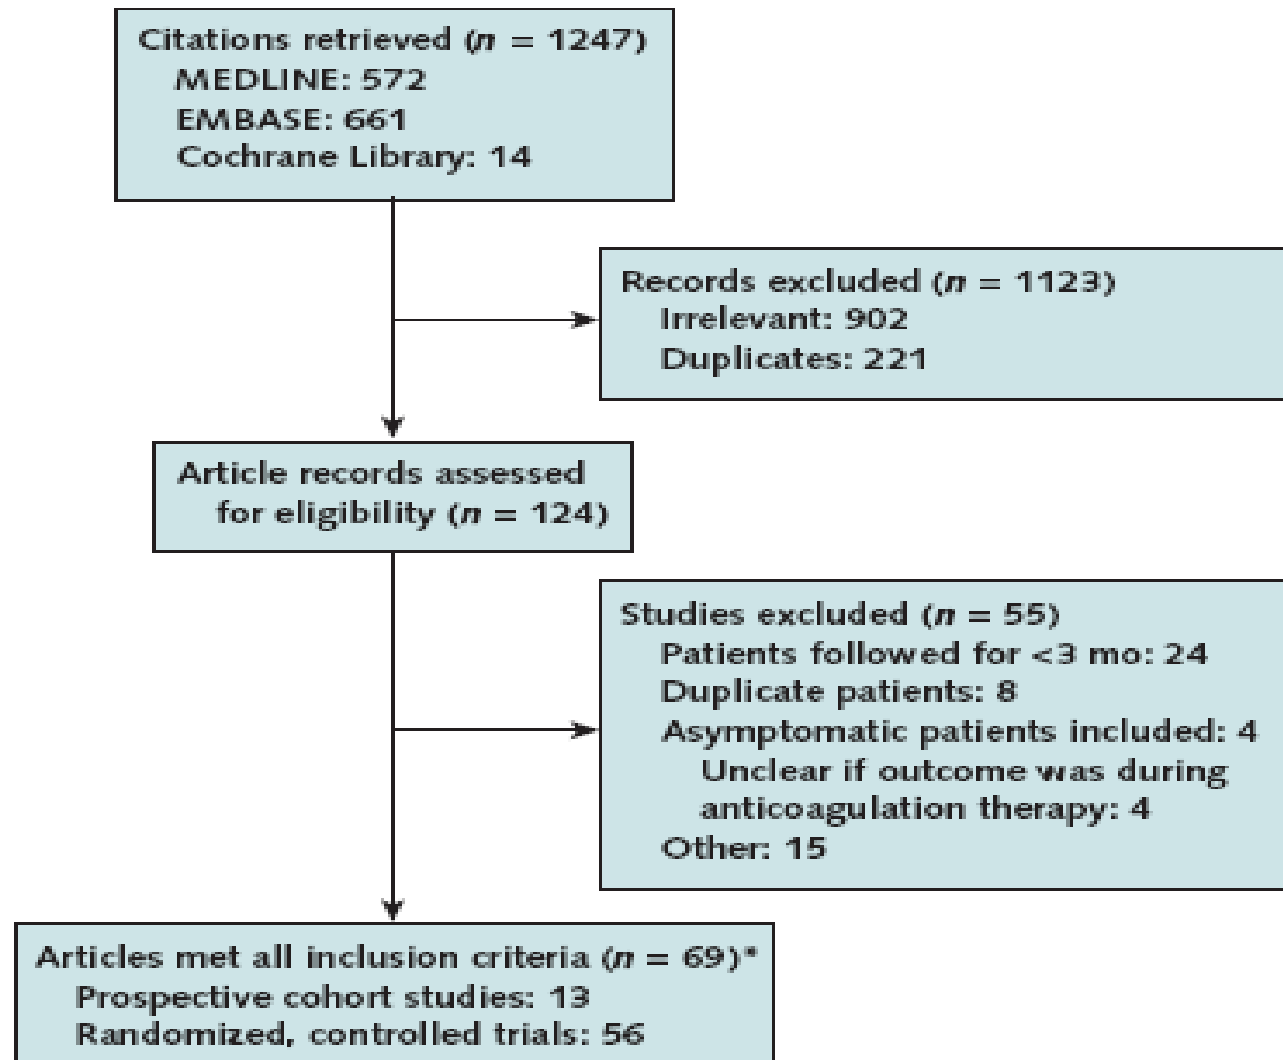 Citations retrieved (n = 1247)
MEDLINE: 572
EMBASE: 661
Cochrane Library: 14
Records excluded (n = 1123)
Irrelevant: 902
Duplicates: 221
Article records assessed
for eligibility (n = 124)
Studies excluded (n = 55)
Patients followed for <3 mo: 24
Duplicate patients: 8
Asymptomatic patients included: 4
Unclear if outcome was during
anticoagulation therapy: 4
Other: 15
Articles met all inclusion criteria (n = 69)*
Prospective cohort studies: 13
Randomized, controlled trials: 56